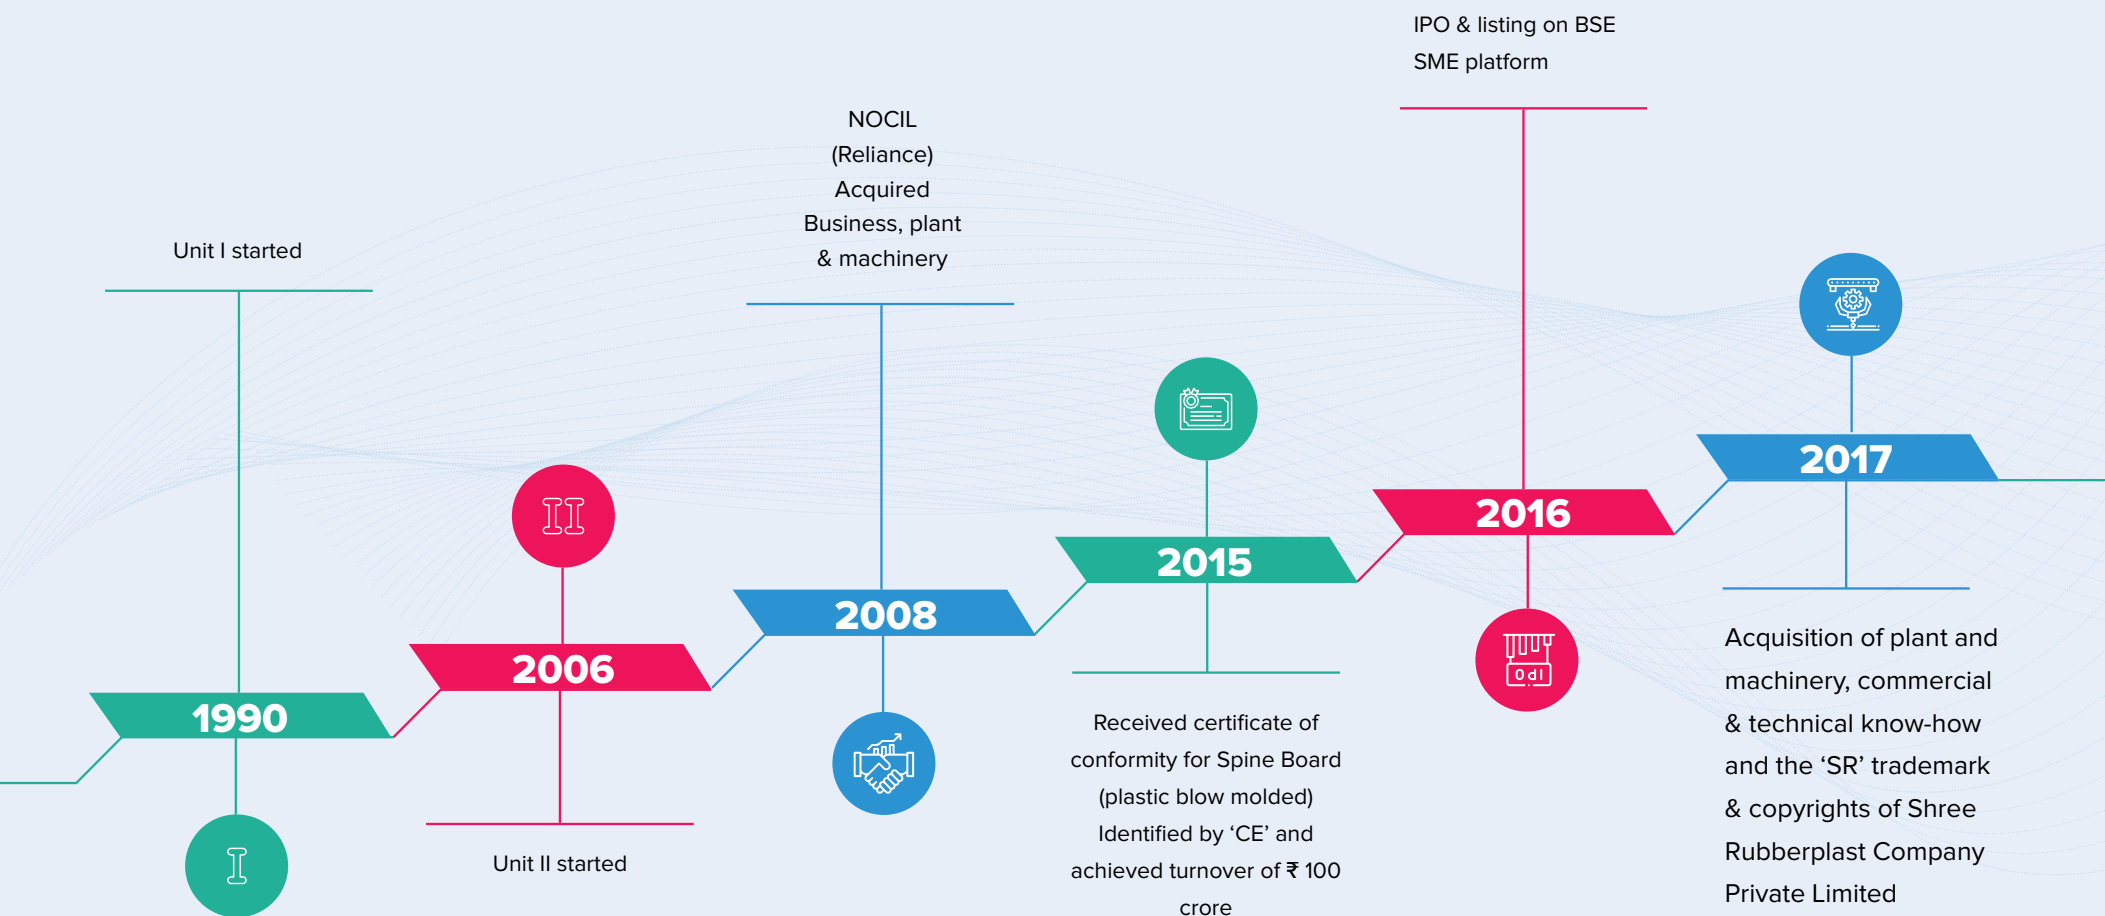 Unit I started
1990
I
II
2006
Unit II started
NOCIL
(Reliance)
Acquired
Business, plant
& machinery
2008
2015
Received certificate of
conformity for Spine Board
(plastic blow molded)
Identified by ‘CE’ and
achieved turnover of ₹ 100
crore
IPO & listing on BSE
SME platform
2016
2017
Acquisition of plant and
machinery, commercial
& technical know-how
and the ‘SR’ trademark
& copyrights of Shree
Rubberplast Company
Private Limited